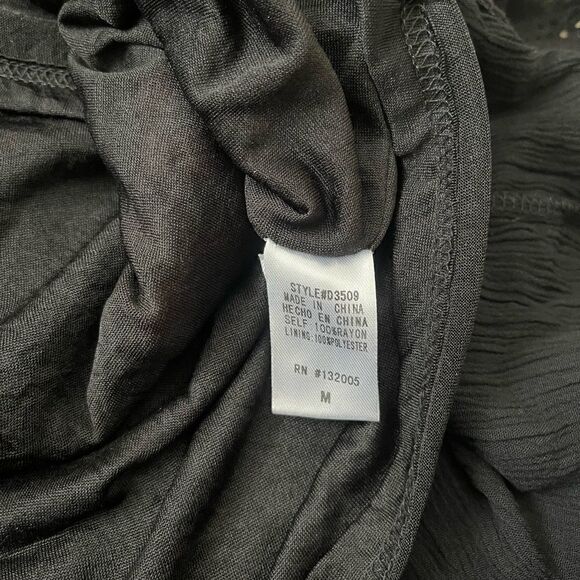 STYLE#D3509
MADE IN CHINA
HECHO EN CHINA
SELF 100%RAYON
LINING:100%POLYESTER
RN #132005
M